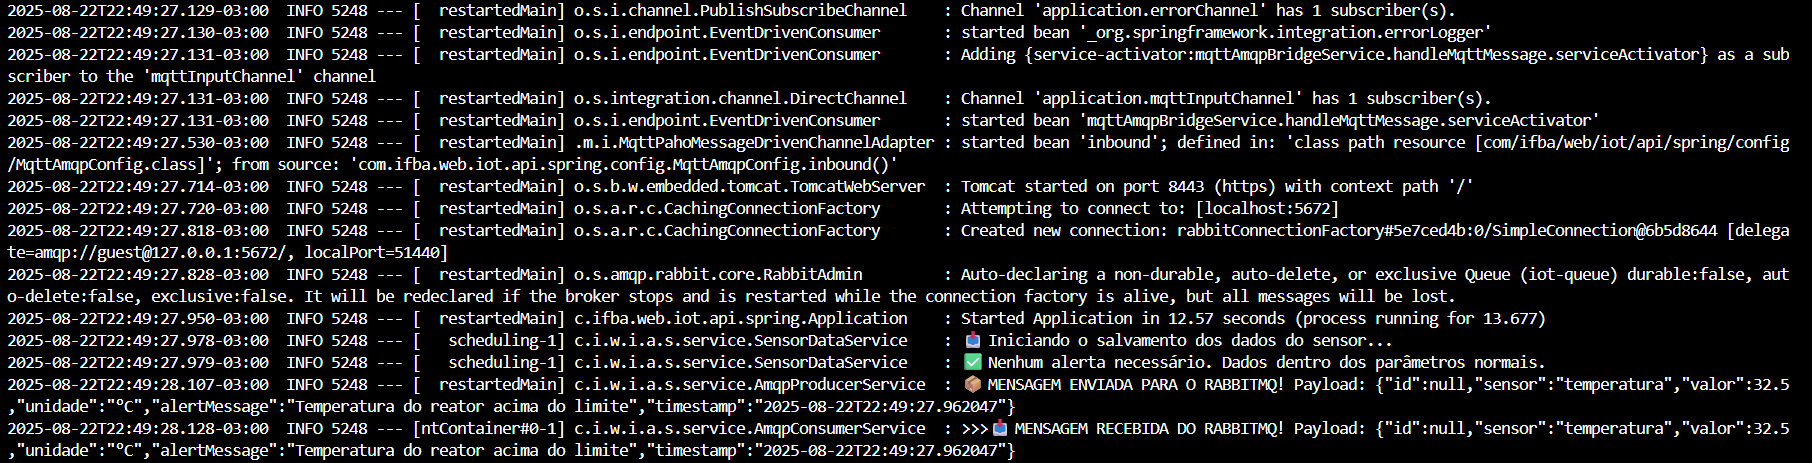 2025-08-22T22:49:27.129-03:00  INFO 5248 --- [  restartedMain] o.s.i.channel.PublishSubscribeChannel    : Channel 'application.errorChannel' has 1 subscriber(s).
2025-08-22T22:49:27.130-03:00  INFO 5248 --- [  restartedMain] o.s.i.endpoint.EventDrivenConsumer       : started bean '_org.springframework.integration.errorLogger'
2025-08-22T22:49:27.131-03:00  INFO 5248 --- [  restartedMain] o.s.i.endpoint.EventDrivenConsumer       : Adding {service-activator:mqttAmqpBridgeService.handleMqttMessage.serviceActivator} as a sub
scriber to the 'mqttInputChannel' channel
2025-08-22T22:49:27.131-03:00  INFO 5248 --- [  restartedMain] o.s.integration.channel.DirectChannel    : Channel 'application.mqttInputChannel' has 1 subscriber(s).
2025-08-22T22:49:27.131-03:00  INFO 5248 --- [  restartedMain] o.s.i.endpoint.EventDrivenConsumer       : started bean 'mqttAmqpBridgeService.handleMqttMessage.serviceActivator'
2025-08-22T22:49:27.530-03:00  INFO 5248 --- [  restartedMain] .m.i.MqttPahoMessageDrivenChannelAdapter : started bean 'inbound'; defined in: 'class path resource [com/ifba/web/iot/api/spring/config
/MqttAmqpConfig.class]'; from source: 'com.ifba.web.iot.api.spring.config.MqttAmqpConfig.inbound()'
2025-08-22T22:49:27.714-03:00  INFO 5248 --- [  restartedMain] o.s.b.w.embedded.tomcat.TomcatWebServer  : Tomcat started on port 8443 (https) with context path '/'
2025-08-22T22:49:27.720-03:00  INFO 5248 --- [  restartedMain] o.s.a.r.c.CachingConnectionFactory       : Attempting to connect to: [localhost:5672]
2025-08-22T22:49:27.818-03:00  INFO 5248 --- [  restartedMain] o.s.a.r.c.CachingConnectionFactory       : Created new connection: rabbitConnectionFactory#5e7ced4b:0/SimpleConnection@6b5d8644 [delega
te=amqp://guest@127.0.0.1:5672/, localPort=51440]
2025-08-22T22:49:27.828-03:00  INFO 5248 --- [  restartedMain] o.s.amqp.rabbit.core.RabbitAdmin         : Auto-declaring a non-durable, auto-delete, or exclusive Queue (iot-queue) durable:false, aut
o-delete:false, exclusive:false. It will be redeclared if the broker stops and is restarted while the connection factory is alive, but all messages will be lost.
2025-08-22T22:49:27.950-03:00  INFO 5248 --- [  restartedMain] c.ifba.web.iot.api.spring.Application    : Started Application in 12.57 seconds (process running for 13.677)
2025-08-22T22:49:27.978-03:00  INFO 5248 --- [   scheduling-1] c.i.w.i.a.s.service.SensorDataService    : 📥 Iniciando o salvamento dos dados do sensor...
2025-08-22T22:49:27.979-03:00  INFO 5248 --- [   scheduling-1] c.i.w.i.a.s.service.SensorDataService    : ✅ Nenhum alerta necessário. Dados dentro dos parâmetros normais.
2025-08-22T22:49:28.107-03:00  INFO 5248 --- [  restartedMain] c.i.w.i.a.s.service.AmqpProducerService  : 📦 MENSAGEM ENVIADA PARA O RABBITMQ! Payload: {"id":null,"sensor":"temperatura","valor":32.5
,"unidade":"°C","alertMessage":"Temperatura do reator acima do limite","timestamp":"2025-08-22T22:49:27.962047"}
2025-08-22T22:49:28.128-03:00  INFO 5248 --- [ntContainer#0-1] c.i.w.i.a.s.service.AmqpConsumerService  : >>>📥 MENSAGEM RECEBIDA DO RABBITMQ! Payload: {"id":null,"sensor":"temperatura","valor":32.5
,"unidade":"°C","alertMessage":"Temperatura do reator acima do limite","timestamp":"2025-08-22T22:49:27.962047"}